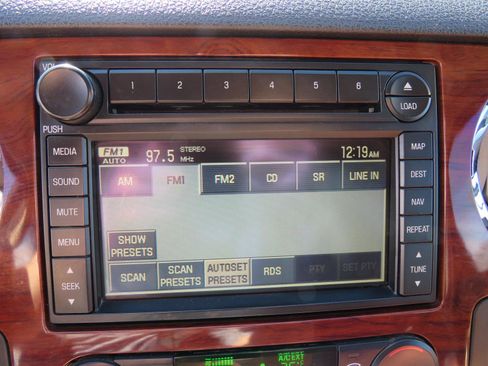 VOL
1 2 3 4 5 6
LOAD
PUSH
MEDIA
SOUND
MUTE
MENU
SEEK
FM1 97.5 STEREO 12:19AM
AUTO MHz
AM FM1 FM2 CD SR LINE IN
SHOW PRESETS
SCAN SCAN PRESETS AUTOSET PRESETS RDS PTY SET PTY
MAP
DEST
NAV
REPEAT
TUNE
A/C EXT